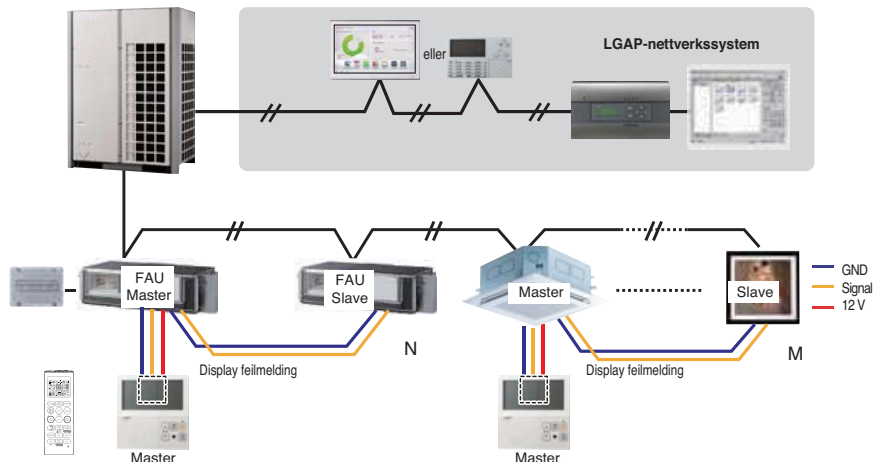 eller
LGAP-nettverkssystem
FAU
Master
FAU
Slave
Master
Slave
GND
Signal
12 V
N
M
Display feilmelding
Display feilmelding
Master
Master